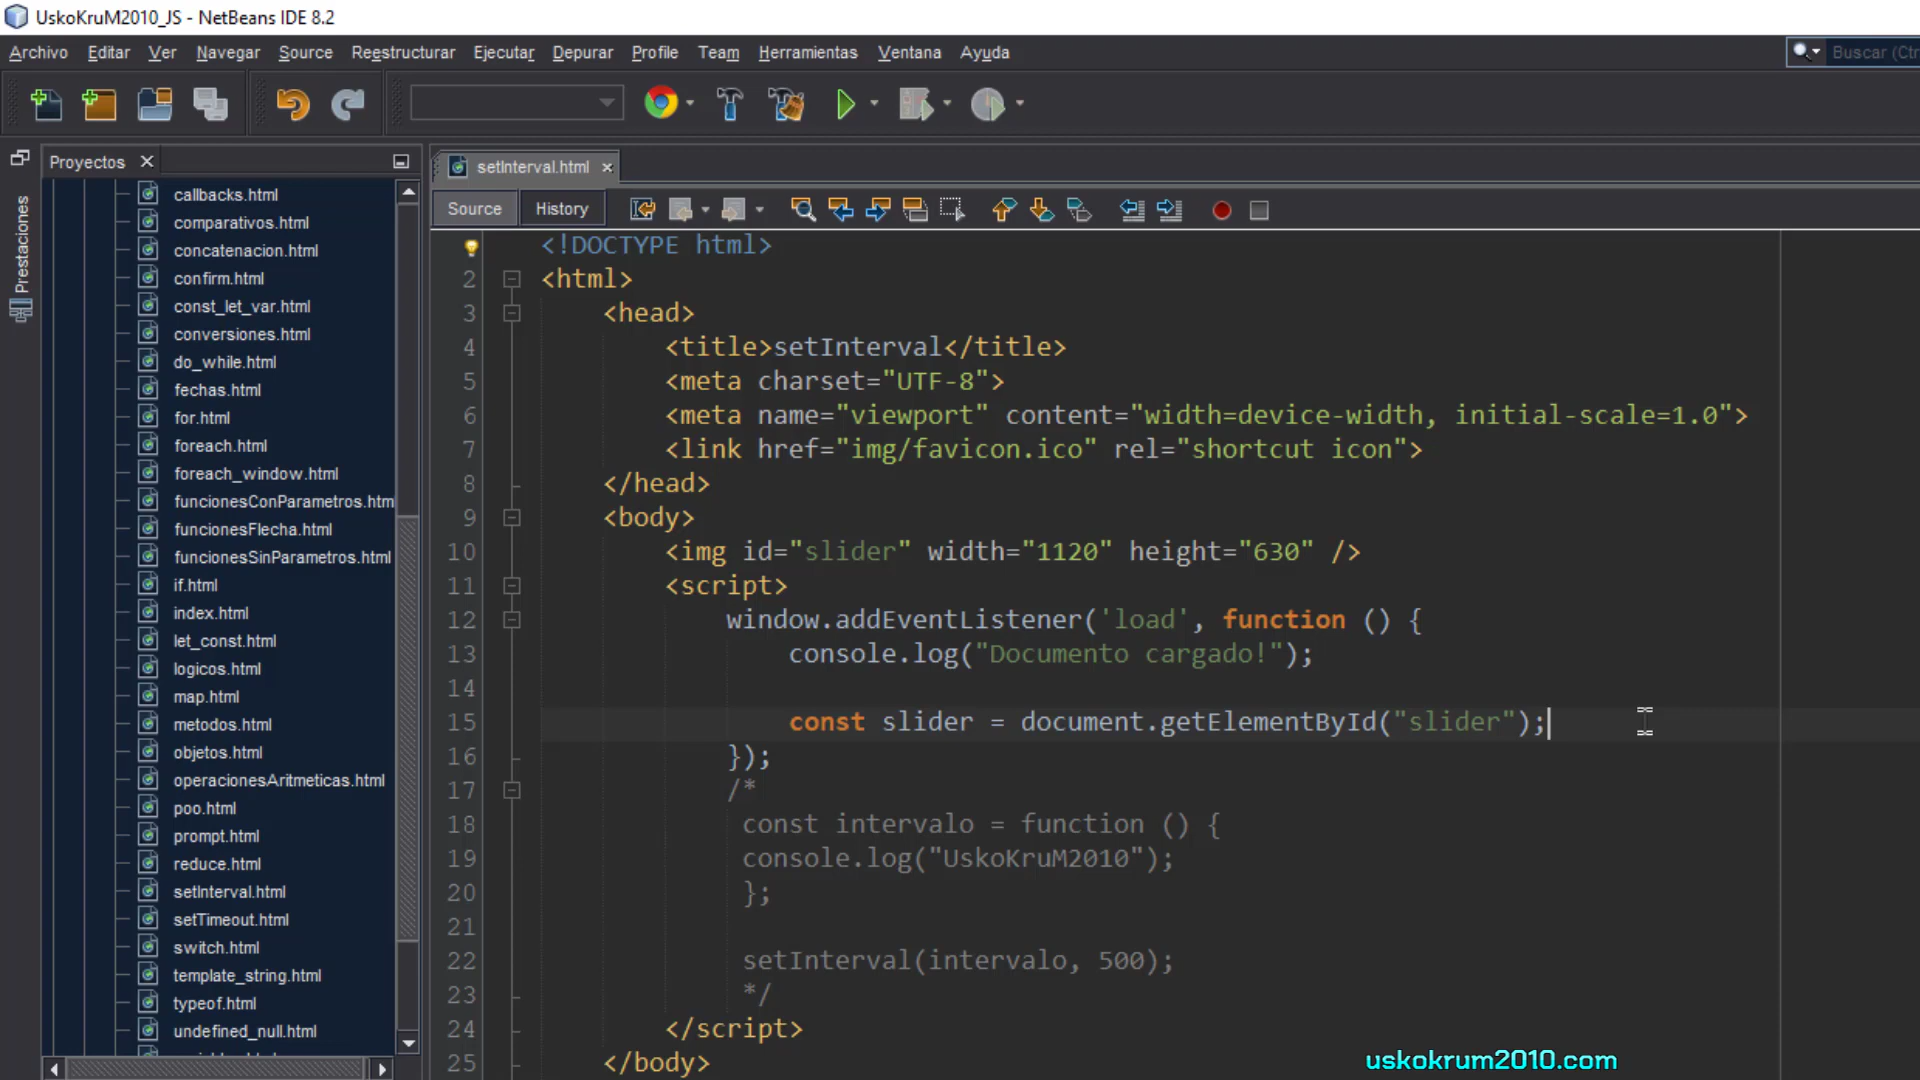 UskoKruM2010_JS - NetBeans IDE 8.2
Archivo Editar Ver Navegar Source Reestructurar Ejecutar Depurar Profile Team Herramientas Ventana Ayuda
Buscar (Ctr
Proyectos
Prestaciones
callbacks.html
comparativos.html
concatenacion.html
confirm.html
const_let_var.html
conversiones.html
do_while.html
fechas.html
for.html
foreach.html
foreach_window.html
funcionesConParametros.htm
funcionesFlecha.html
funcionesSinParametros.html
if.html
index.html
let_const.html
logicos.html
map.html
metodos.html
objetos.html
operacionesAritmeticas.html
poo.html
prompt.html
reduce.html
setInterval.html
setTimeout.html
switch.html
template_string.html
typeof.html
undefined_null.html
setInterval.html
Source History
<!DOCTYPE html>
2 <html>
3 <head>
4 <title>setInterval</title>
5 <meta charset="UTF-8">
6 <meta name="viewport" content="width=device-width, initial-scale=1.0">
7 <link href="img/favicon.ico" rel="shortcut icon">
8 </head>
9 <body>
10 <img id="slider" width="1120" height="630" />
11 <script>
12 window.addEventListener('load', function () {
13 console.log("Documento cargado!");
14
15 const slider = document.getElementById("slider");
16 });
17 /*
18 const intervalo = function () {
19 console.log("UskoKruM2010");
20 };
21
22 setInterval(intervalo, 500);
23 */
24 </script>
25 </body>
uskokrum2010.com